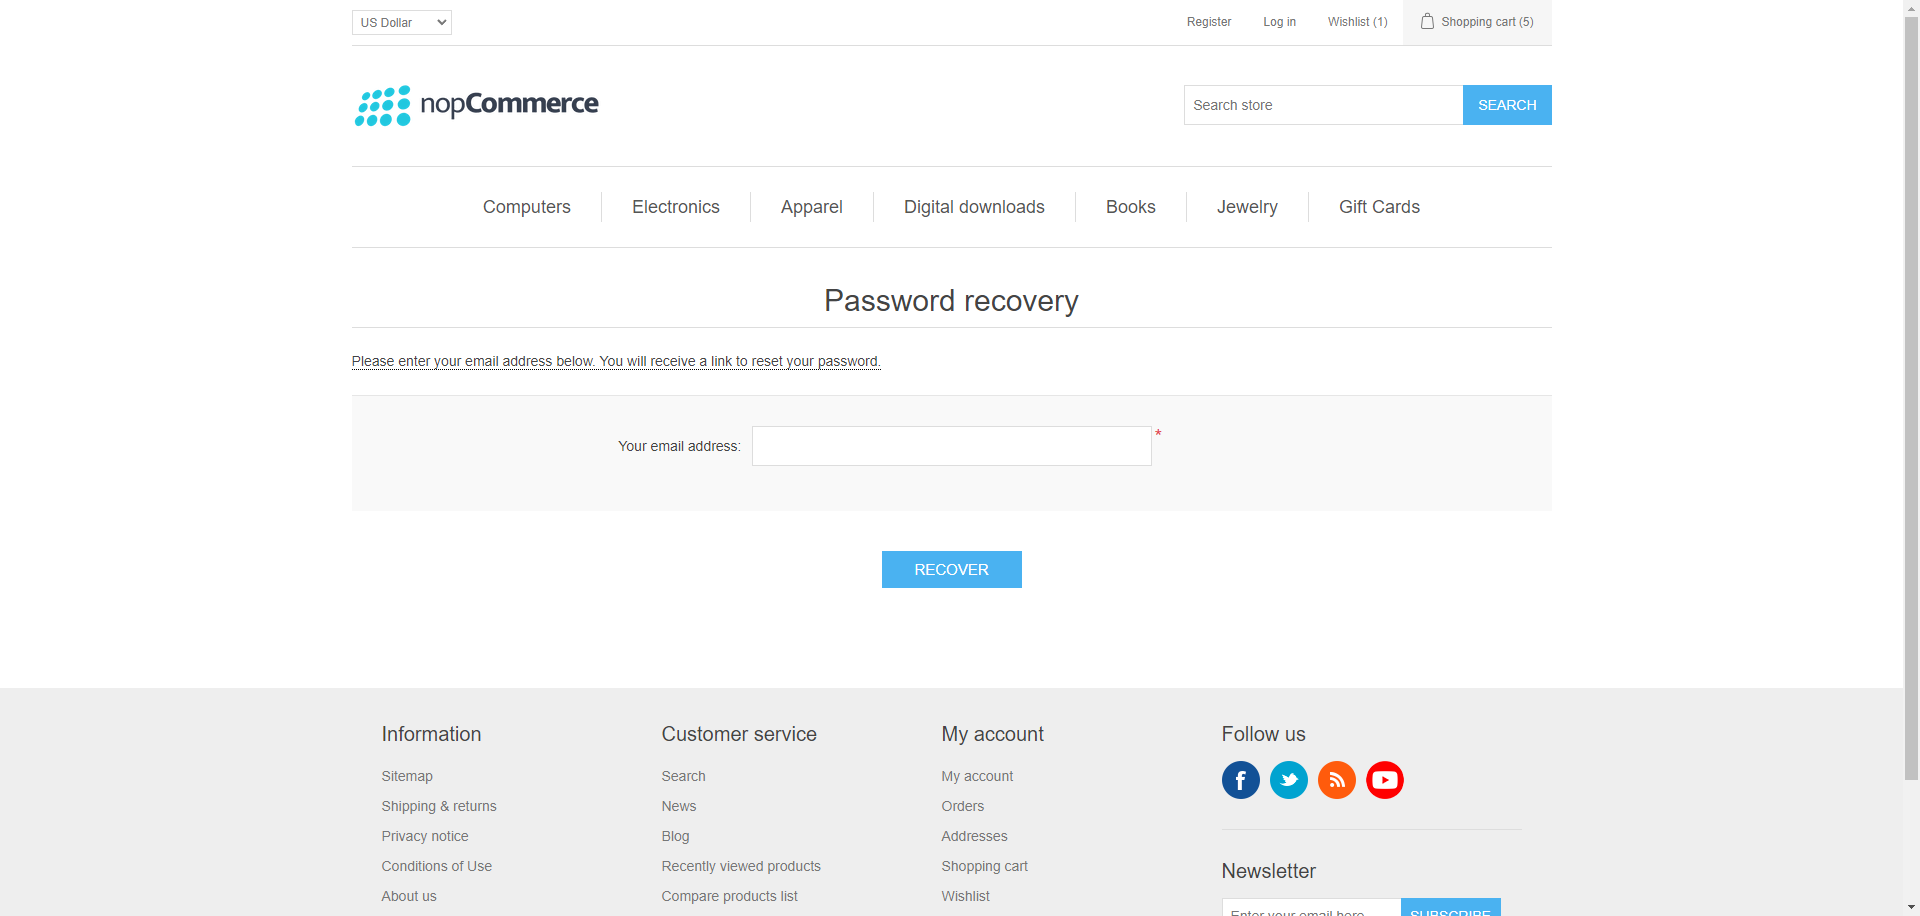 US Dollar
Register
Log in
Wishlist (1)
Shopping cart (5)
nopCommerce
Search store
SEARCH
Computers
Electronics
Apparel
Digital downloads
Books
Jewelry
Gift Cards
Password recovery
Please enter your email address below. You will receive a link to reset your password.
Your email address:
*
RECOVER
Information
Sitemap
Shipping & returns
Privacy notice
Conditions of Use
About us
Customer service
Search
News
Blog
Recently viewed products
Compare products list
My account
My account
Orders
Addresses
Shopping cart
Wishlist
Follow us
Newsletter
Enter your email here
SUBSCRIBE